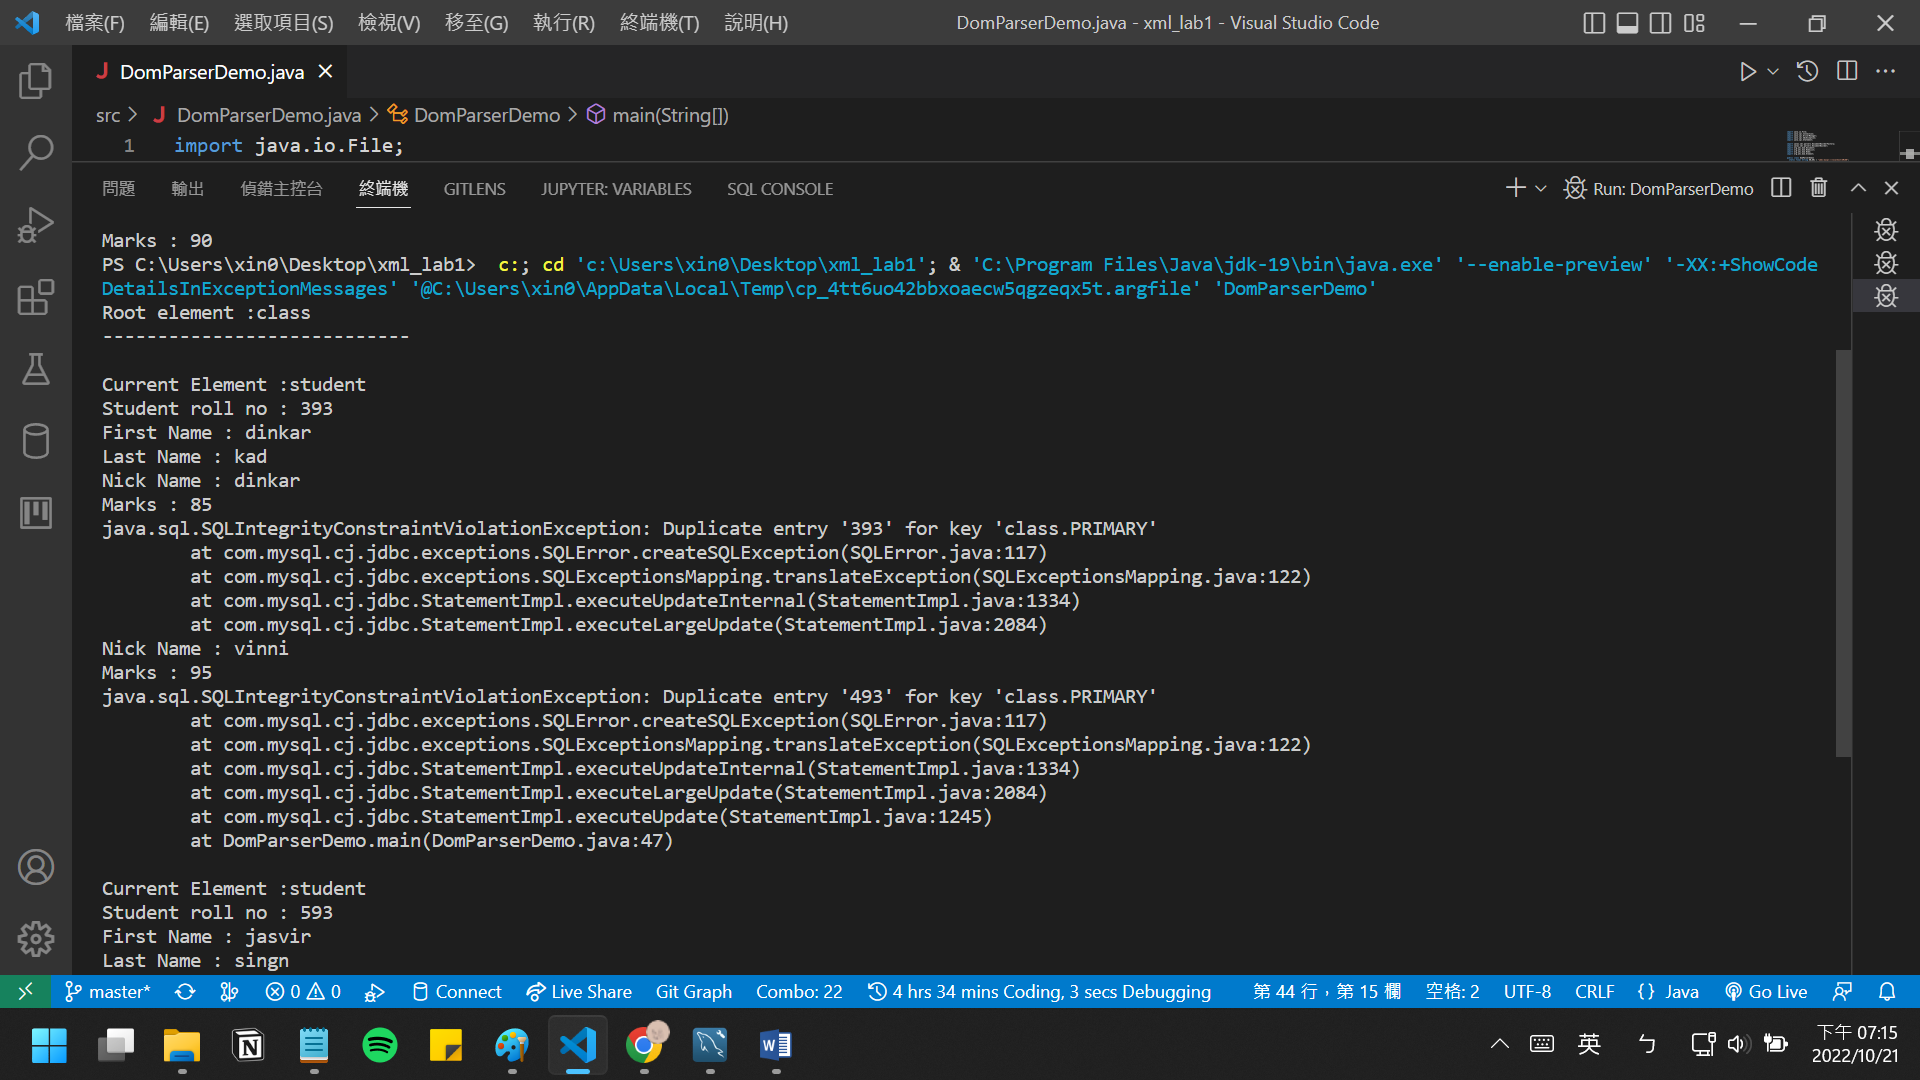 檔案(F) 編輯(E) 選取項目(S) 檢視(V) 移至(G) 執行(R) 終端機(T) 說明(H) DomParserDemo.java - xml_lab1 - Visual Studio Code
J DomParserDemo.java
src > J DomParserDemo.java > DomParserDemo > main(String[])
1 import java.io.File;
問題 輸出 偵錯主控台 終端機 GITLENS JUPYTER: VARIABLES SQL CONSOLE Run: DomParserDemo
Marks : 90
PS C:\Users\xin0\Desktop\xml_lab1>  c:; cd 'c:\Users\xin0\Desktop\xml_lab1'; & 'C:\Program Files\Java\jdk-19\bin\java.exe' '--enable-preview' '-XX:+ShowCode
DetailsInExceptionMessages' '@C:\Users\xin0\AppData\Local\Temp\cp_4tt6uo42bbxoaecw5qgzeqx5t.argfile' 'DomParserDemo'
Root element :class
----------------------------
Current Element :student
Student roll no : 393
First Name : dinkar
Last Name : kad
Nick Name : dinkar
Marks : 85
java.sql.SQLIntegrityConstraintViolationException: Duplicate entry '393' for key 'class.PRIMARY'
at com.mysql.cj.jdbc.exceptions.SQLError.createSQLException(SQLError.java:117)
at com.mysql.cj.jdbc.exceptions.SQLExceptionsMapping.translateException(SQLExceptionsMapping.java:122)
at com.mysql.cj.jdbc.StatementImpl.executeUpdateInternal(StatementImpl.java:1334)
at com.mysql.cj.jdbc.StatementImpl.executeLargeUpdate(StatementImpl.java:2084)
Nick Name : vinni
Marks : 95
java.sql.SQLIntegrityConstraintViolationException: Duplicate entry '493' for key 'class.PRIMARY'
at com.mysql.cj.jdbc.exceptions.SQLError.createSQLException(SQLError.java:117)
at com.mysql.cj.jdbc.exceptions.SQLExceptionsMapping.translateException(SQLExceptionsMapping.java:122)
at com.mysql.cj.jdbc.StatementImpl.executeUpdateInternal(StatementImpl.java:1334)
at com.mysql.cj.jdbc.StatementImpl.executeLargeUpdate(StatementImpl.java:2084)
at com.mysql.cj.jdbc.StatementImpl.executeUpdate(StatementImpl.java:1245)
at DomParserDemo.main(DomParserDemo.java:47)
Current Element :student
Student roll no : 593
First Name : jasvir
Last Name : singn
master* 0 0 Connect Live Share Git Graph Combo: 22 4 hrs 34 mins Coding, 3 secs Debugging 第 44 行，第 15 欄 空格: 2 UTF-8 CRLF {} Java Go Live
英 ㄅ 下午 07:15
2022/10/21